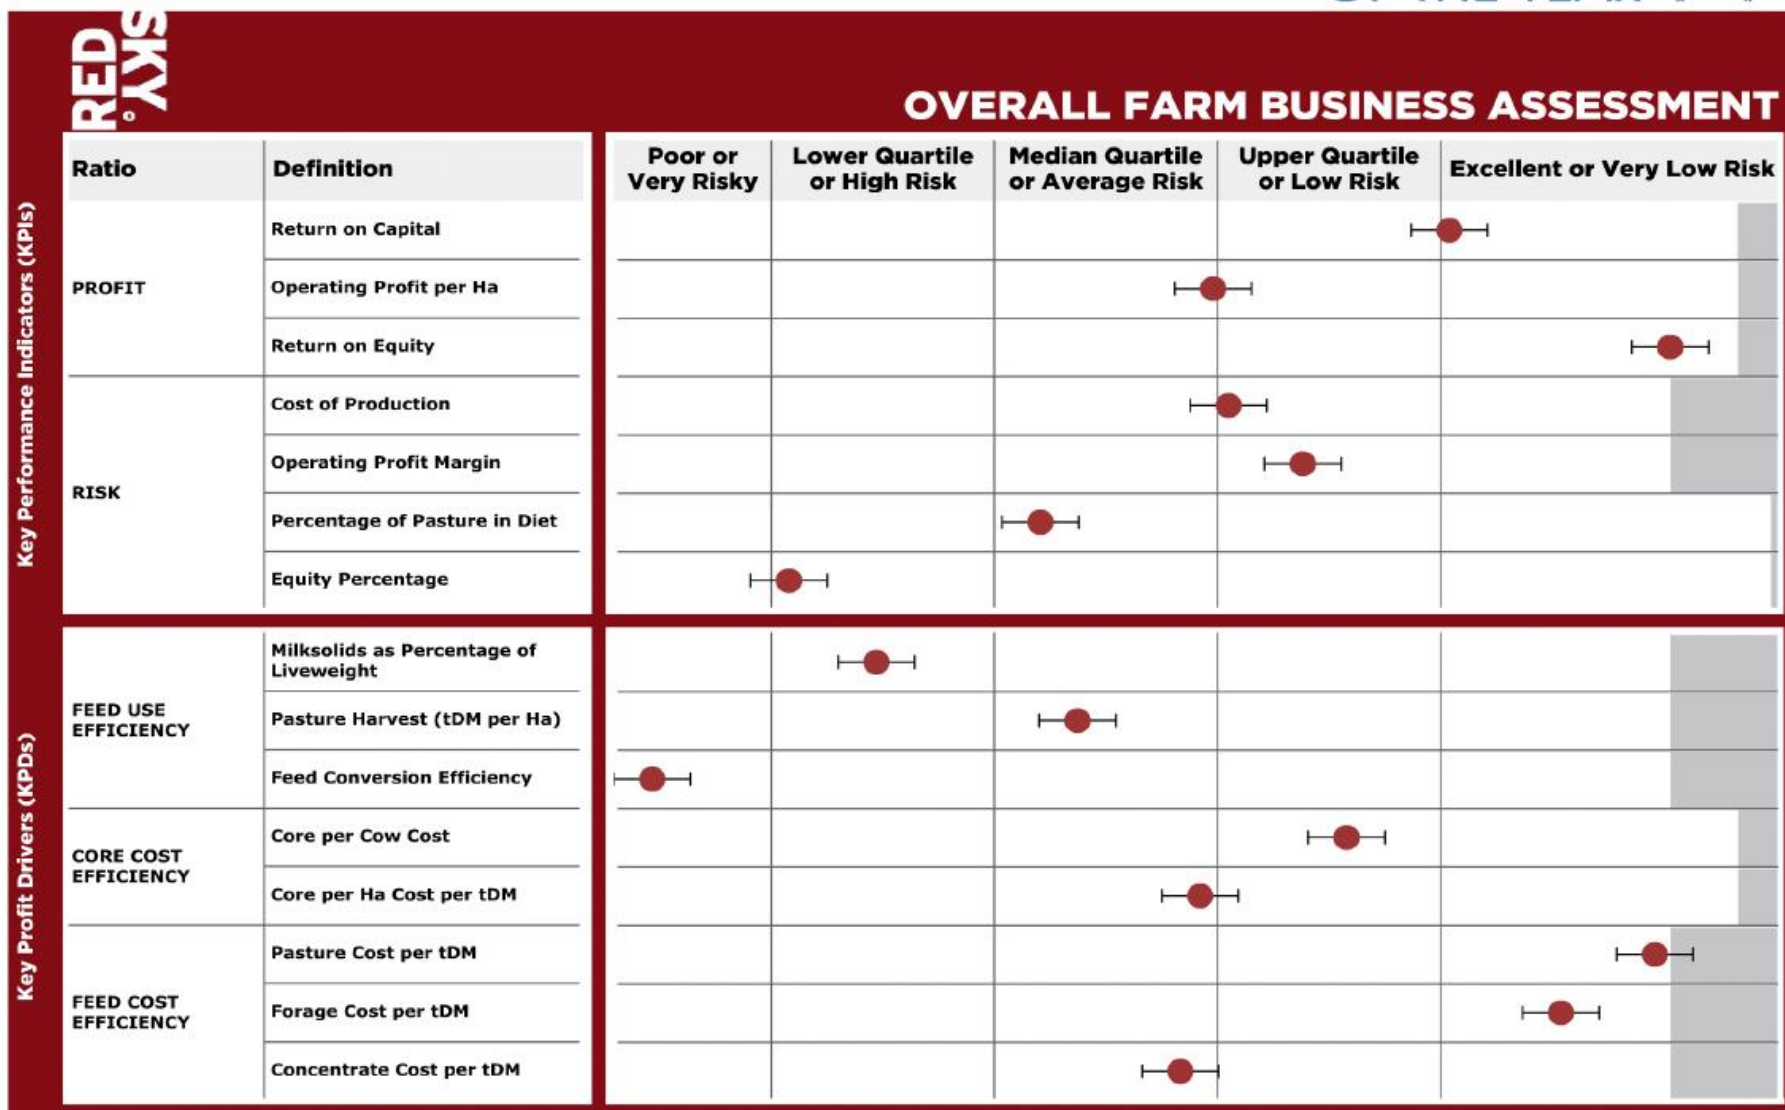 RED
SKY®
OVERALL FARM BUSINESS ASSESSMENT
Key Performance Indicators (KPIs)
Ratio
Definition
Poor or
Very Risky
Lower Quartile
or High Risk
Median Quartile
or Average Risk
Upper Quartile
or Low Risk
Excellent or Very Low Risk
PROFIT
Return on Capital
Operating Profit per Ha
Return on Equity
RISK
Cost of Production
Operating Profit Margin
Percentage of Pasture in Diet
Equity Percentage
Key Profit Drivers (KPDs)
FEED USE
EFFICIENCY
Milksolids as Percentage of
Liveweight
Pasture Harvest (tDM per Ha)
Feed Conversion Efficiency
CORE COST
EFFICIENCY
Core per Cow Cost
Core per Ha Cost per tDM
FEED COST
EFFICIENCY
Pasture Cost per tDM
Forage Cost per tDM
Concentrate Cost per tDM